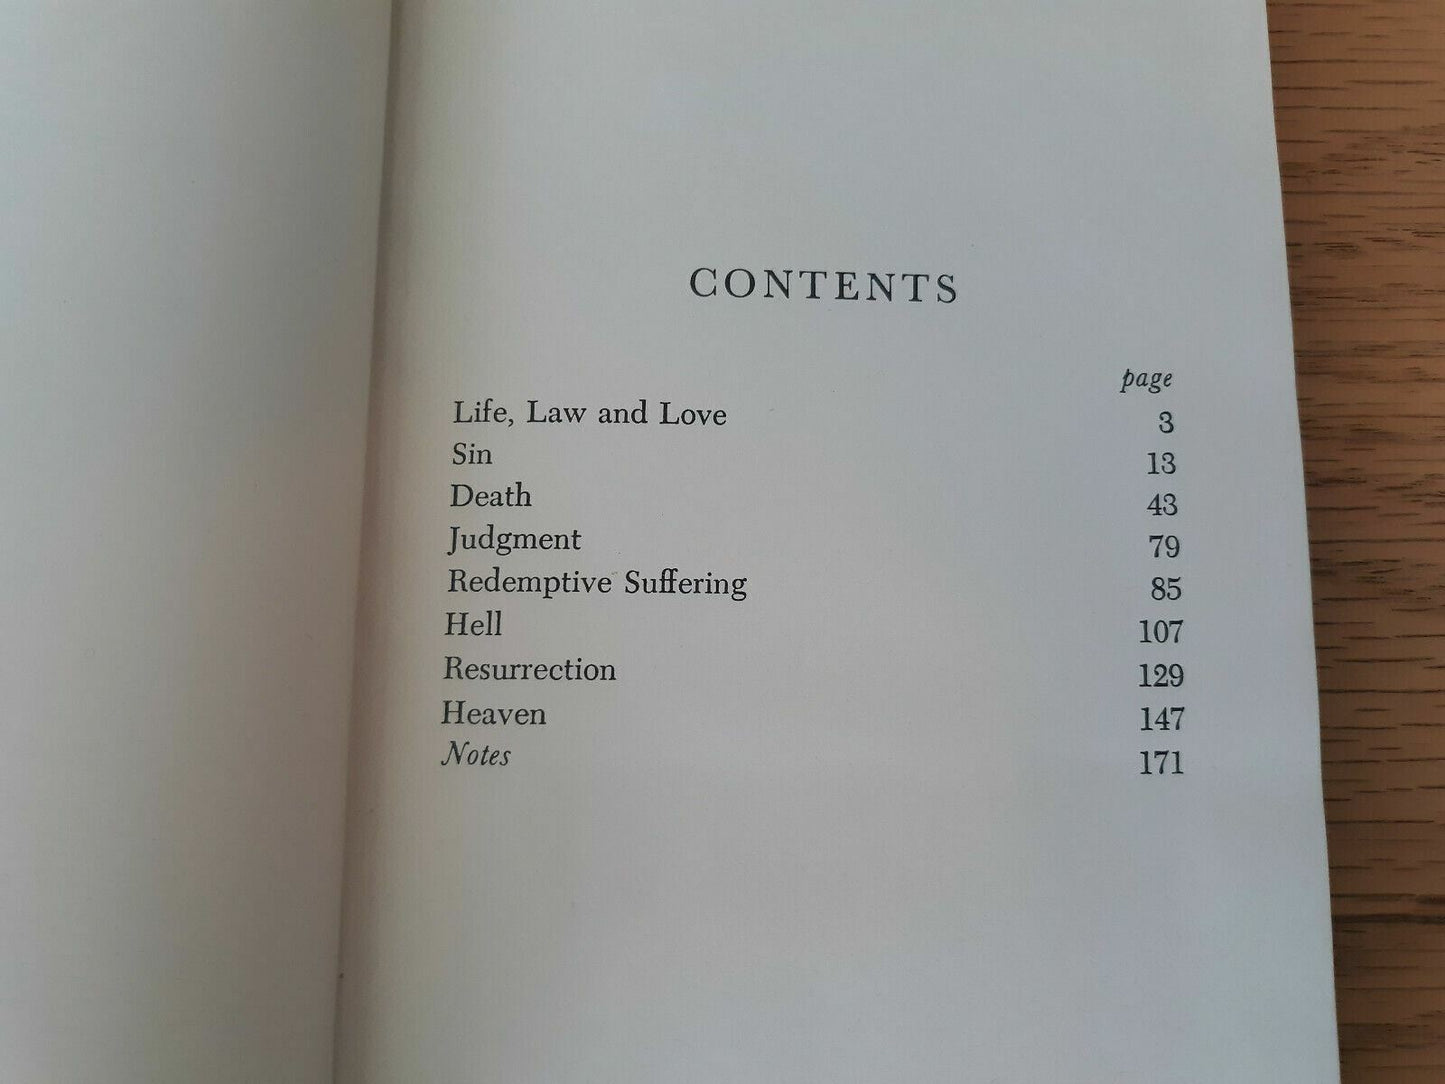 CONTENTS
page
Life, Law and Love 3
Sin 13
Death 43
Judgment 79
Redemptive Suffering 85
Hell 107
Resurrection 129
Heaven 147
Notes 171